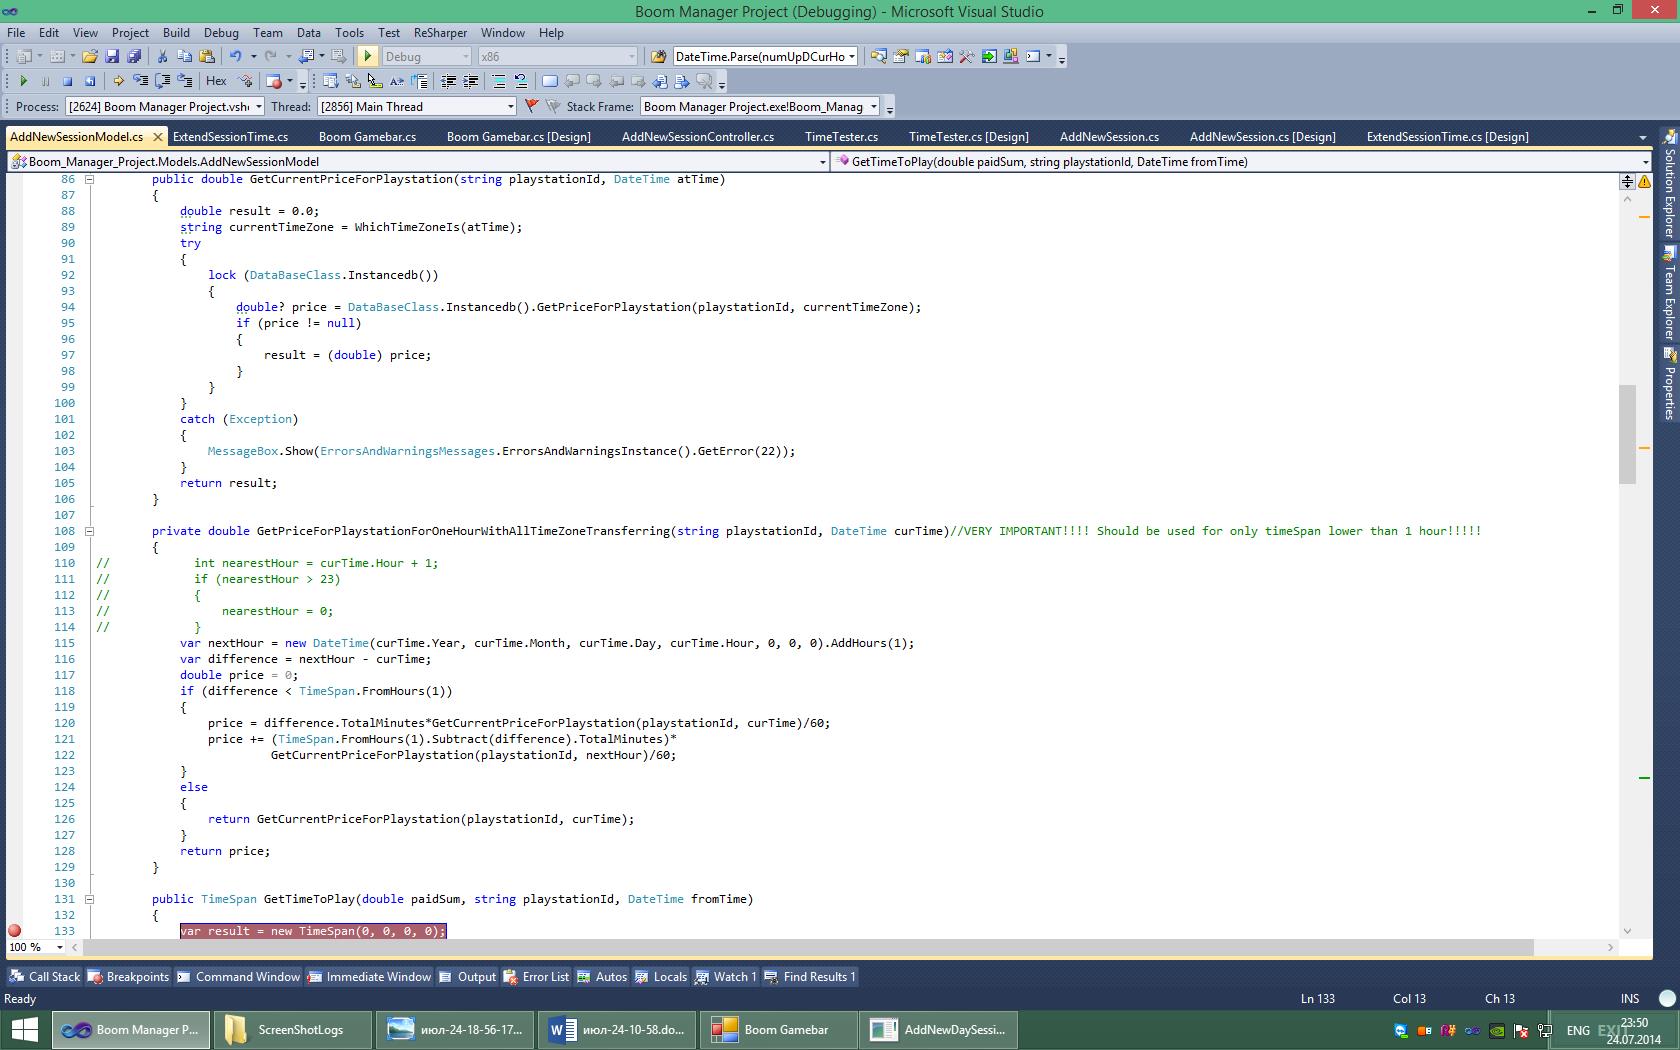 Boom Manager Project (Debugging) - Microsoft Visual Studio
File Edit View Project Build Debug Team Data Tools Test ReSharper Window Help
Debug x86 DateTime.Parse(numUpDCurHo
Hex
Process: [2624] Boom Manager Project.vsh Thread: [2856] Main Thread Stack Frame: Boom Manager Project.exe!Boom_Manag
AddNewSessionModel.cs ExtendSessionTime.cs Boom Gamebar.cs Boom Gamebar.cs [Design] AddNewSessionController.cs TimeTester.cs TimeTester.cs [Design] AddNewSession.cs AddNewSession.cs [Design] ExtendSessionTime.cs [Design]
Boom_Manager_Project.Models.AddNewSessionModel GetTimeToPlay(double paidSum, string playstationId, DateTime fromTime)
86 public double GetCurrentPriceForPlaystation(string playstationId, DateTime atTime)
87 {
88 double result = 0.0;
89 string currentTimeZone = WhichTimeZoneIs(atTime);
90 try
91 {
92 lock (DataBaseClass.Instancedb())
93 {
94 double? price = DataBaseClass.Instancedb().GetPriceForPlaystation(playstationId, currentTimeZone);
95 if (price != null)
96 {
97 result = (double) price;
98 }
99 }
100 }
101 catch (Exception)
102 {
103 MessageBox.Show(ErrorsAndWarningsMessages.ErrorsAndWarningsInstance().GetError(22));
104 }
105 return result;
106 }
107
108 private double GetPriceForPlaystationForOneHourWithAllTimeZoneTransferring(string playstationId, DateTime curTime)//VERY IMPORTANT!!!! Should be used for only timeSpan lower than 1 hour!!!!!
109 {
110 // int nearestHour = curTime.Hour + 1;
111 // if (nearestHour > 23)
112 // {
113 // nearestHour = 0;
114 // }
115 var nextHour = new DateTime(curTime.Year, curTime.Month, curTime.Day, curTime.Hour, 0, 0, 0).AddHours(1);
116 var difference = nextHour - curTime;
117 double price = 0;
118 if (difference < TimeSpan.FromHours(1))
119 {
120 price = difference.TotalMinutes*GetCurrentPriceForPlaystation(playstationId, curTime)/60;
121 price += (TimeSpan.FromHours(1).Subtract(difference).TotalMinutes)*
122 GetCurrentPriceForPlaystation(playstationId, nextHour)/60;
123 }
124 else
125 {
126 return GetCurrentPriceForPlaystation(playstationId, curTime);
127 }
128 return price;
129 }
130
131 public TimeSpan GetTimeToPlay(double paidSum, string playstationId, DateTime fromTime)
132 {
133 var result = new TimeSpan(0, 0, 0, 0);
100 %
Solution Explorer
Team Explorer
Properties
Call Stack Breakpoints Command Window Immediate Window Output Error List Autos Locals Watch 1 Find Results 1
Ready Ln 133 Col 13 Ch 13 INS
Boom Manager P... ScreenShotLogs июл-24-18-56-17... июл-24-10-58.do... Boom Gamebar AddNewDaySessi... ENG 23:50
24.07.2014